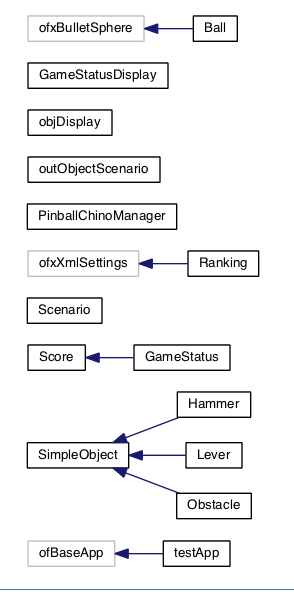 ofxBulletSphere
Ball
GameStatusDisplay
objDisplay
outObjectScenario
PinballChinoManager
ofxXmlSettings
Ranking
Scenario
Score
GameStatus
Hammer
SimpleObject
Lever
Obstacle
ofBaseApp
testApp